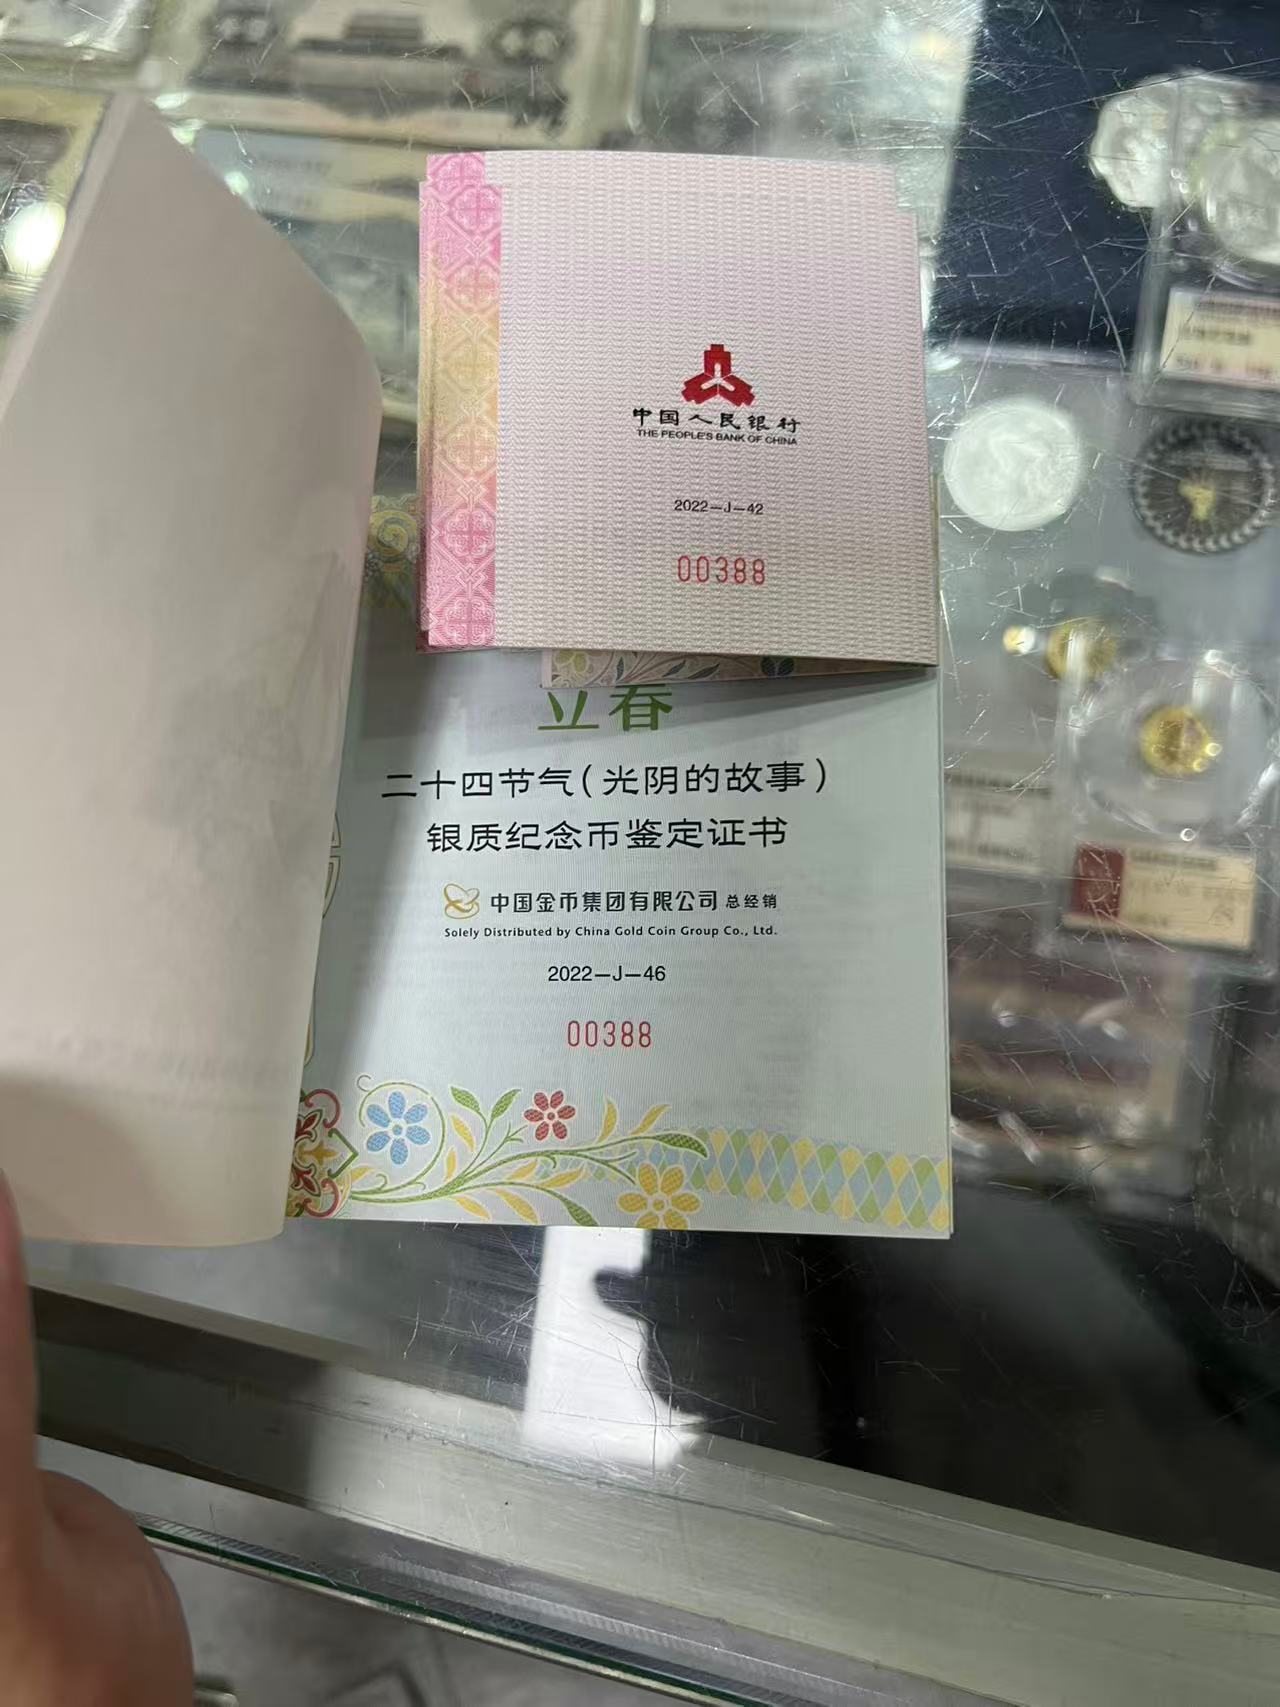 中国人民银行
THE PEOPLE'S BANK OF CHINA
2022—J—42
00388
立春
二十四节气(光阴的故事)
银质纪念币鉴定证书
中国金币集团有限公司 总经销
Solely Distributed by China Gold Coin Group Co., Ltd.
2022—J—46
00388